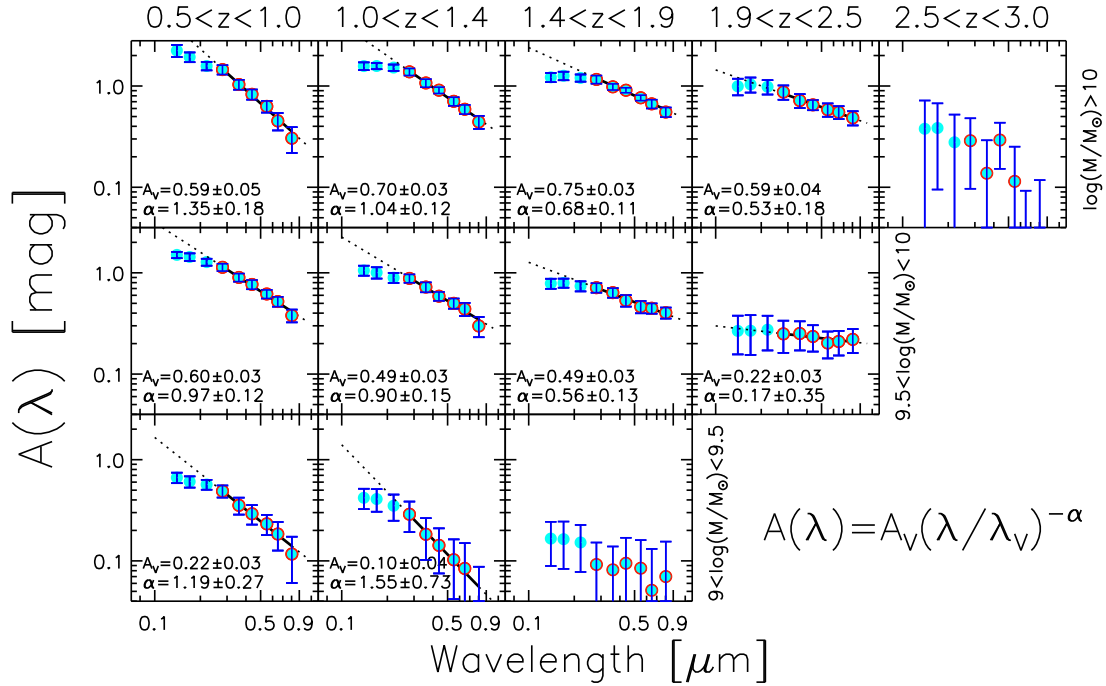 0.5<z<1.0 1.0<z<1.4 1.4<z<1.9 1.9<z<2.5 2.5<z<3.0
A(λ) [mag]
1.0
0.1
A_V=0.59±0.05
α=1.35±0.18
A_V=0.70±0.03
α=1.04±0.12
A_V=0.75±0.03
α=0.68±0.11
A_V=0.59±0.04
α=0.53±0.18
log(M/M_⊙)>10
1.0
0.1
A_V=0.60±0.03
α=0.97±0.12
A_V=0.49±0.03
α=0.90±0.15
A_V=0.49±0.03
α=0.56±0.13
A_V=0.22±0.03
α=0.17±0.35
9.5<log(M/M_⊙)<10
1.0
0.1
A_V=0.22±0.03
α=1.19±0.27
A_V=0.10±0.04
α=1.55±0.73
9<log(M/M_⊙)<9.5
A(λ)=A_V(λ/λ_V)^{-α}
0.1 0.5 0.9 0.1 0.5 0.9 0.1 0.5 0.9
Wavelength [μm]